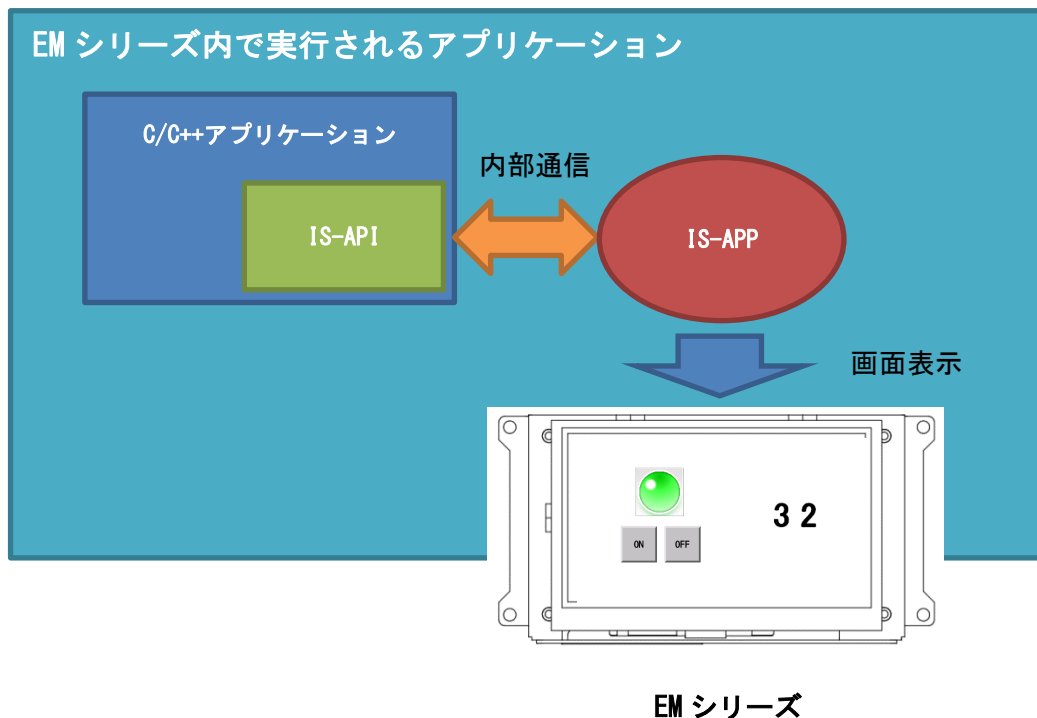 EM シリーズ内で実行されるアプリケーション
C/C++アプリケーション
内部通信
IS-API
IS-APP
画面表示
32
ON OFF
EM シリーズ